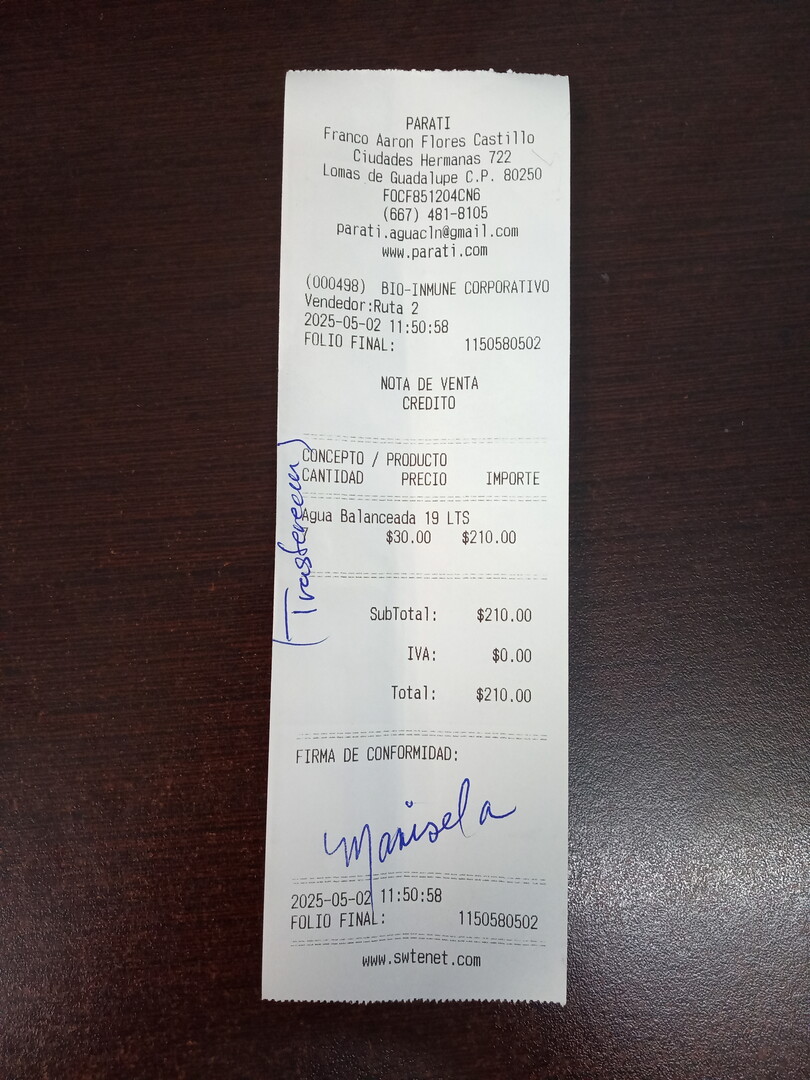 PARATI
Franco Aaron Flores Castillo
Ciudades Hermanas 722
Lomas de Guadalupe C.P. 80250
FOCF851204CN6
(667) 481-8105
parati.aguacln@gmail.com
www.parati.com
(000498) BIO-INMUNE CORPORATIVO
Vendedor:Ruta 2
2025-05-02 11:50:58
FOLIO FINAL: 1150580502
NOTA DE VENTA
CREDITO
CONCEPTO / PRODUCTO
CANTIDAD PRECIO IMPORTE
Agua Balanceada 19 LTS
$30.00 $210.00
SubTotal: $210.00
IVA: $0.00
Total: $210.00
FIRMA DE CONFORMIDAD:
Marisela
2025-05-02 11:50:58
FOLIO FINAL: 1150580502
www.swtenet.com